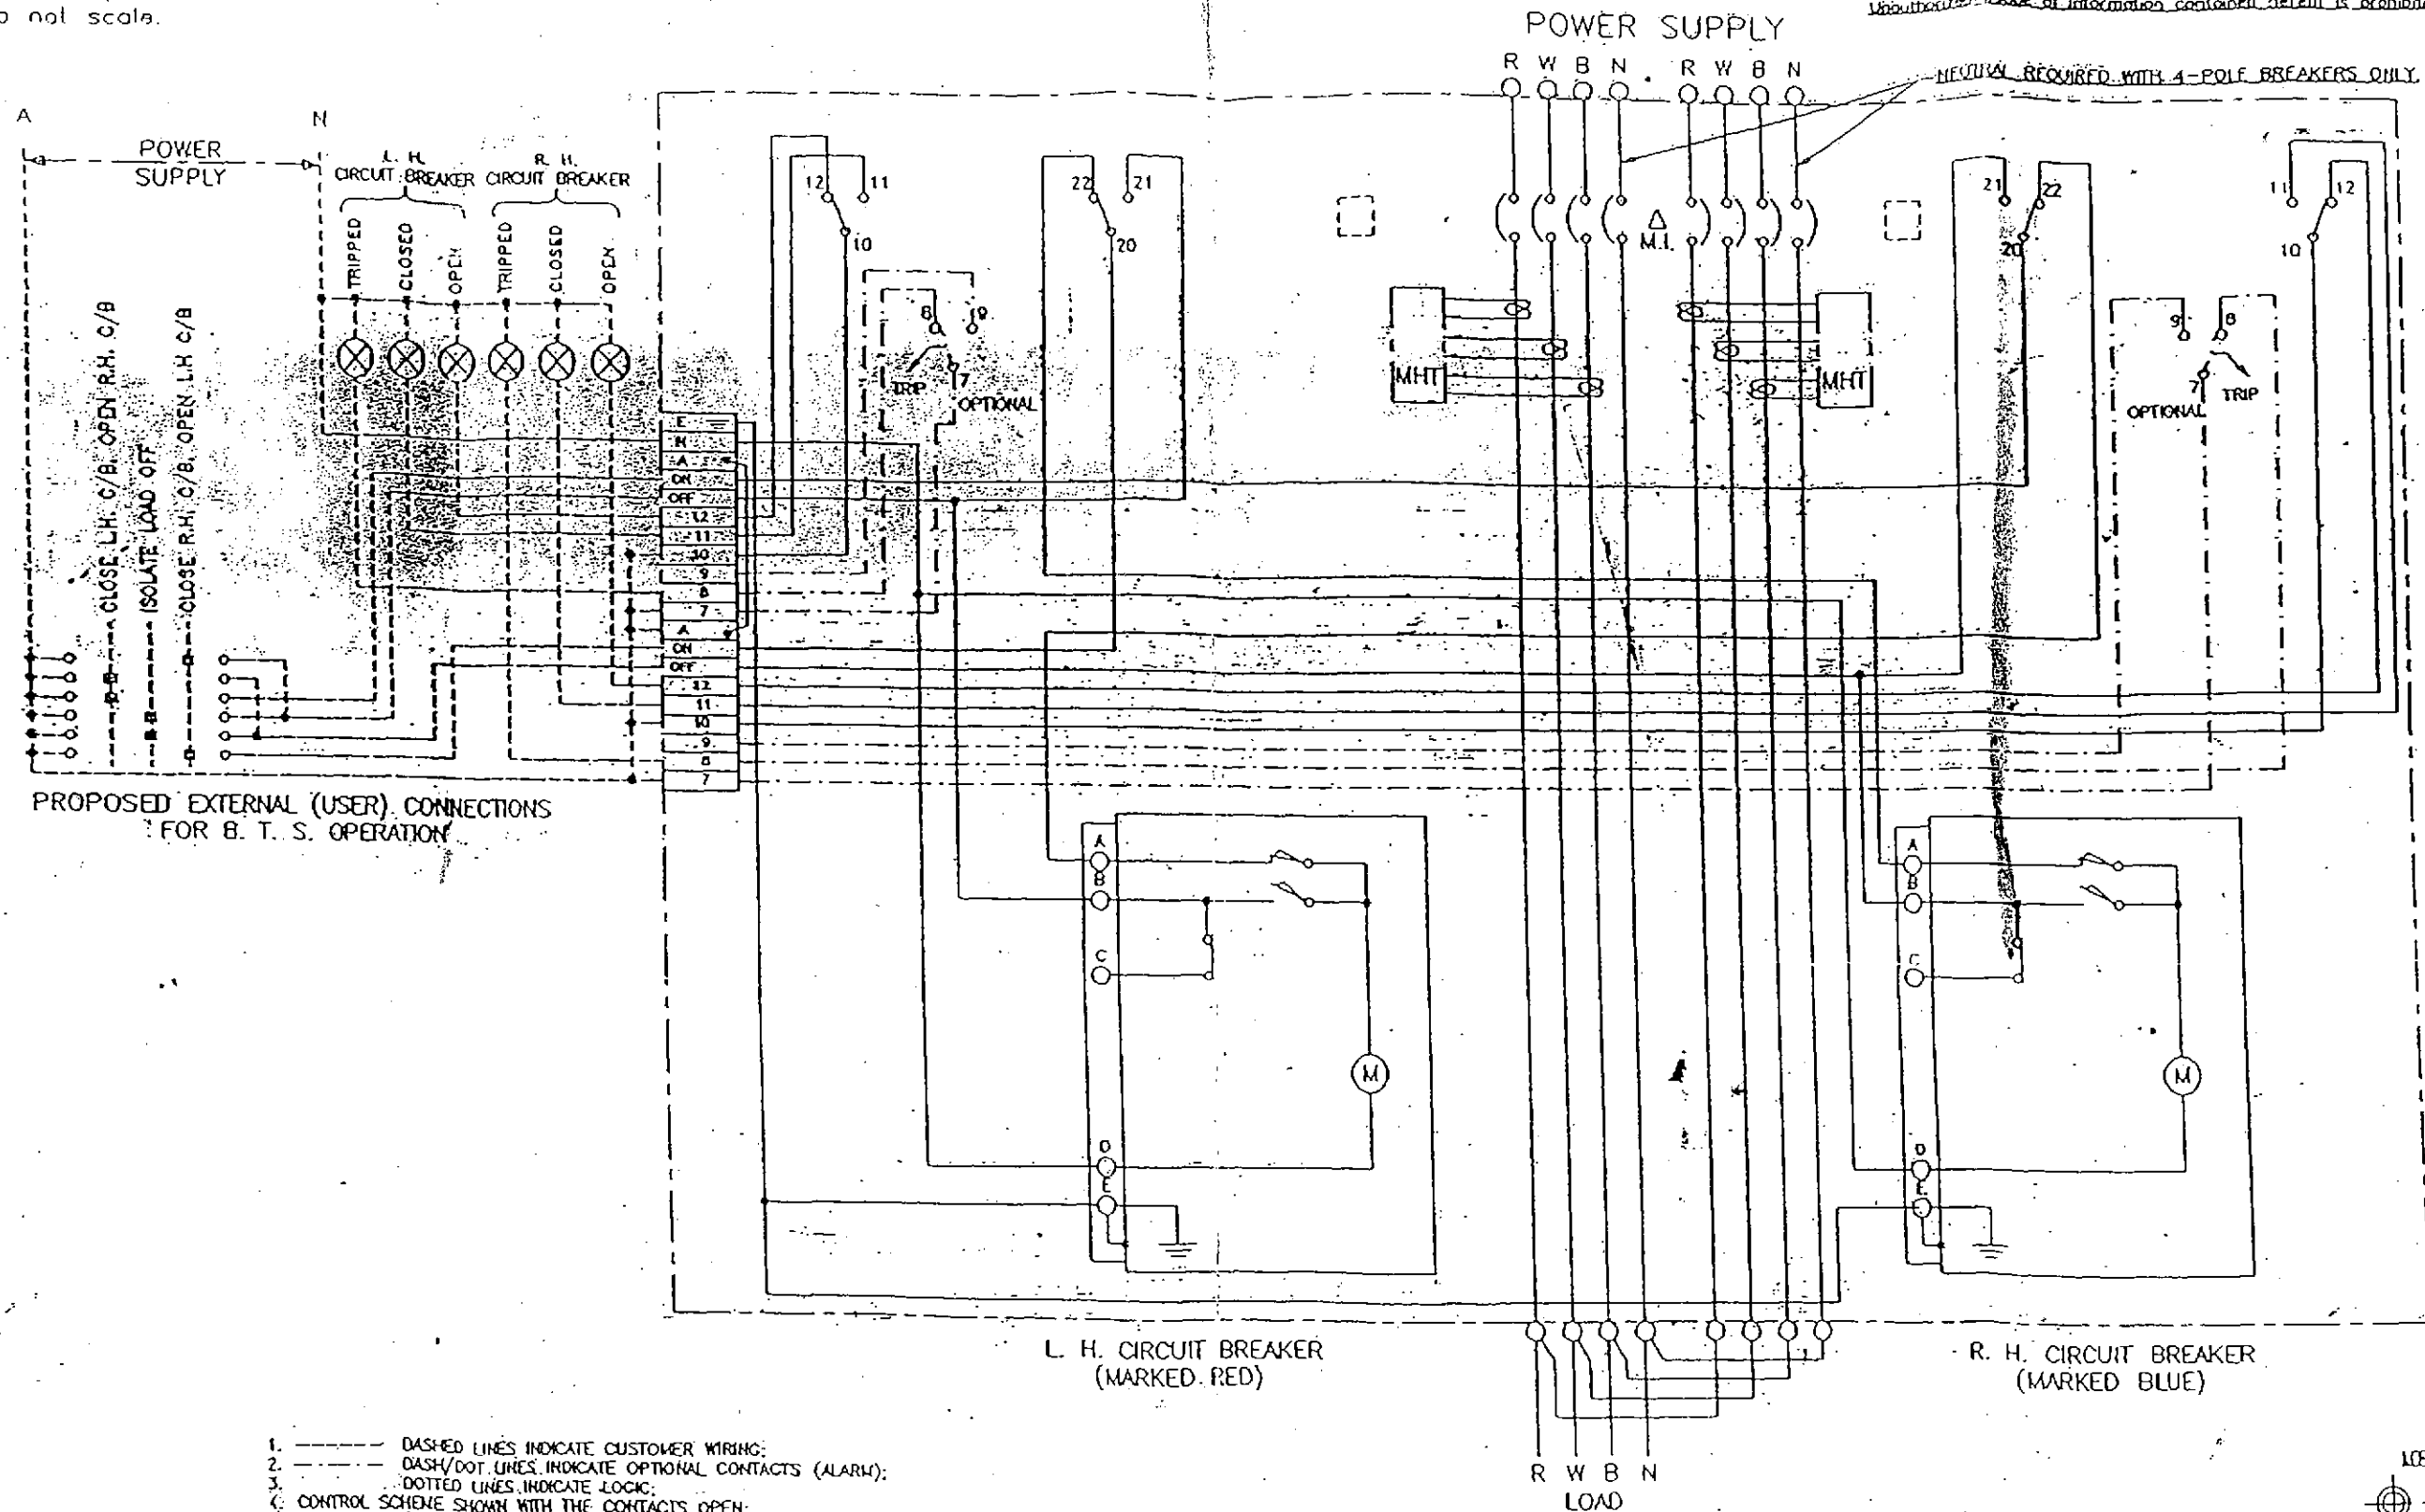 not scale.
of information contained
POWER SUPPLY
R W B N R W B N
NEUTRAL REQUIRED WITH 4-POLE BREAKERS ONLY.
A
N
POWER
SUPPLY
L. H.
CIRCUIT BREAKER
R. H.
CIRCUIT BREAKER
TRIPPED
CLOSED
OPEN
TRIPPED
CLOSED
OPEN
CLOSE L.H. C/B, OPEN R.H. C/B
ISOLATE LOAD OFF
CLOSE R.H. C/B, OPEN L.H C/B
12 11
10
22 21
20
21 22
20
11 12
10
M.I.
8 9
7
TRIP
OPTIONAL
MHT
MHT
9 8
7
TRIP
OPTIONAL
E
N
A
ON
OFF
12
11
10
9
8
7
A
ON
OFF
12
11
10
9
8
7
PROPOSED EXTERNAL (USER) CONNECTIONS
FOR B. T. S. OPERATION
A
B
C
M
D
E
A
B
C
M
D
E
L. H. CIRCUIT BREAKER
(MARKED RED)
R. H. CIRCUIT BREAKER
(MARKED BLUE)
R W B N
LOAD
1. DASHED LINES INDICATE CUSTOMER WIRING;
2. DASH/DOT LINES INDICATE OPTIONAL CONTACTS (ALARM);
3. DOTTED LINES INDICATE LOGIC;
4. CONTROL SCHEME SHOWN WITH THE CONTACTS OPEN;